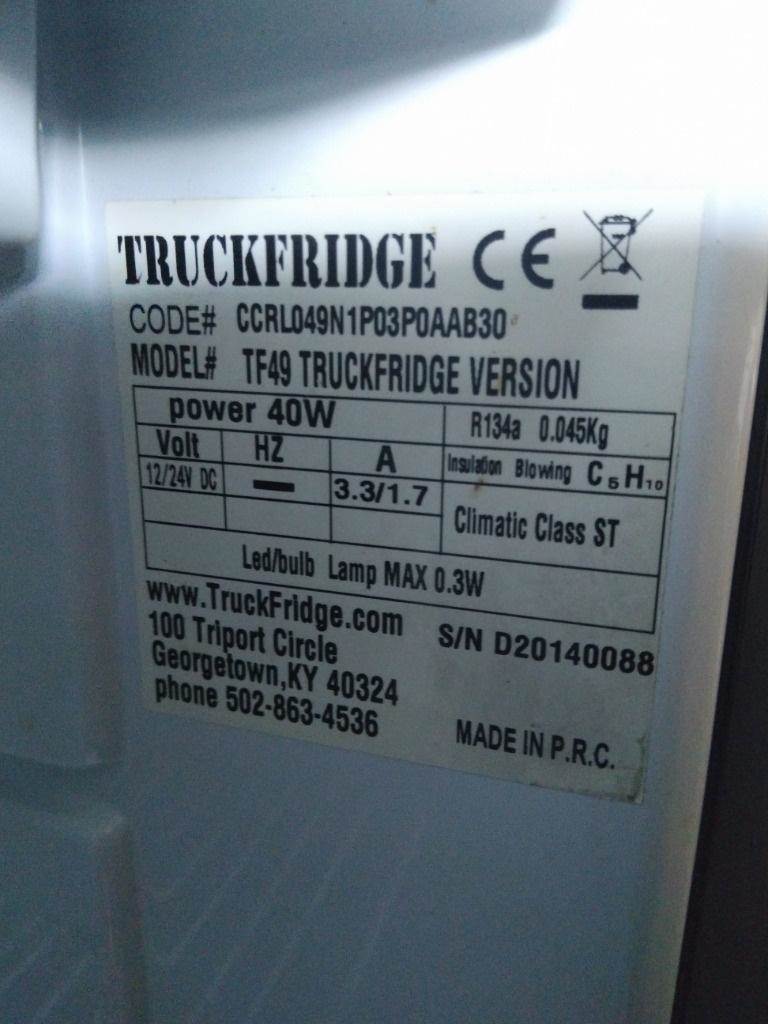 TRUCKFRIDGE CE
CODE# CCRL049N1P03P0AAB30
MODEL# TF49 TRUCKFRIDGE VERSION
power 40W
R134a 0.045Kg
Volt HZ A
Insulation Blowing C5H10
12/24V DC — 3.3/1.7
Climatic Class ST
Led/bulb Lamp MAX 0.3W
www.TruckFridge.com
S/N D20140088
100 Triport Circle
Georgetown,KY 40324
phone 502-863-4536
MADE IN P.R.C.